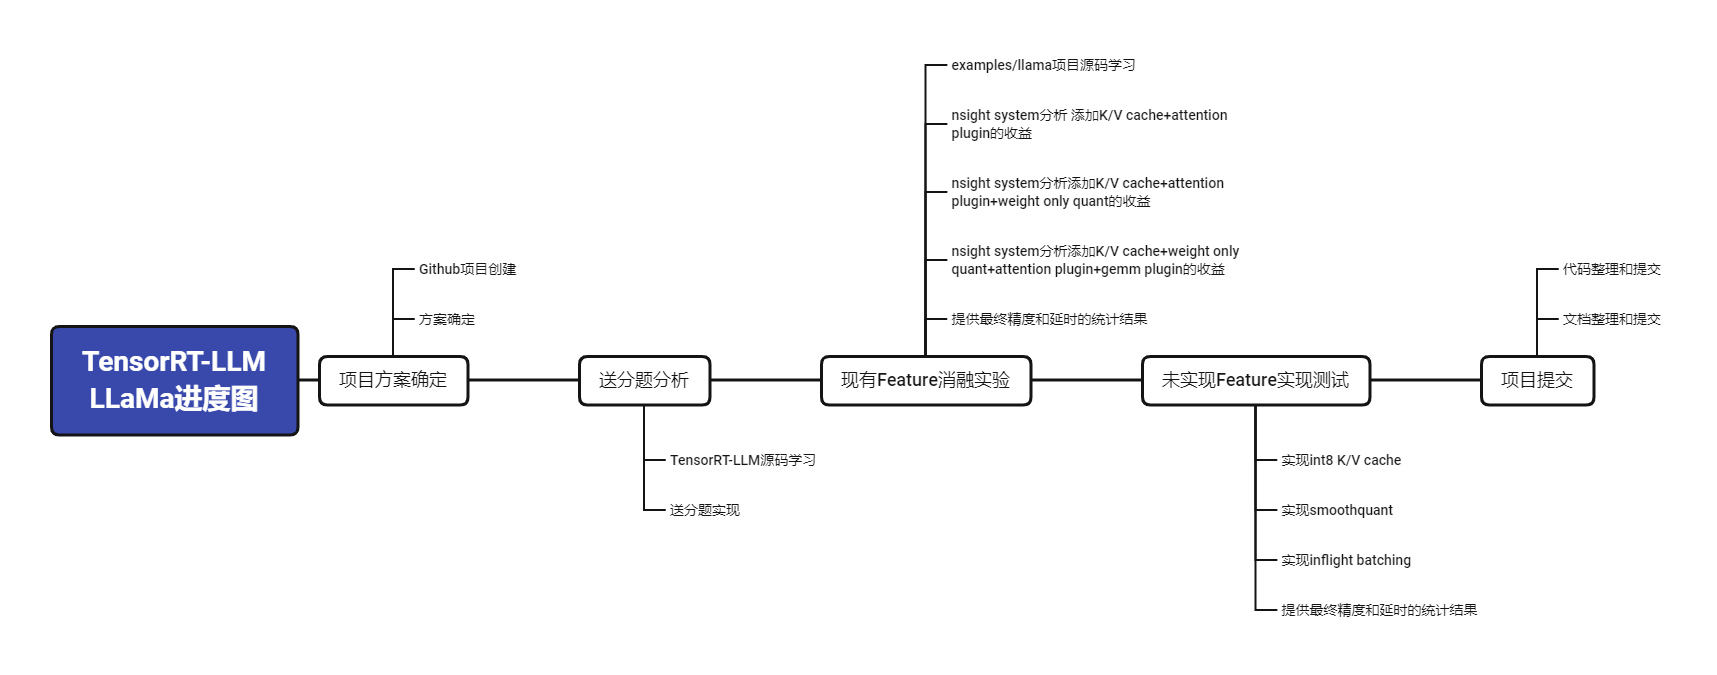 TensorRT-LLM
LLaMa进度图
项目方案确定
Github项目创建
方案确定
送分题分析
TensorRT-LLM源码学习
送分题实现
现有Feature消融实验
examples/llama项目源码学习
nsight system分析 添加K/V cache+attention
plugin的收益
nsight system分析添加K/V cache+attention
plugin+weight only quant的收益
nsight system分析添加K/V cache+weight only
quant+attention plugin+gemm plugin的收益
提供最终精度和延时的统计结果
未实现Feature实现测试
实现int8 K/V cache
实现smoothquant
实现inflight batching
提供最终精度和延时的统计结果
项目提交
代码整理和提交
文档整理和提交